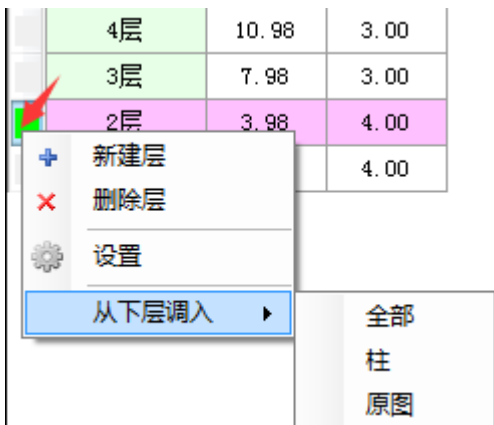 4层 10.98 3.00
3层 7.98 3.00
2层 3.98 4.00
4.00
新建层
删除层
设置
从下层调入
全部
柱
原图